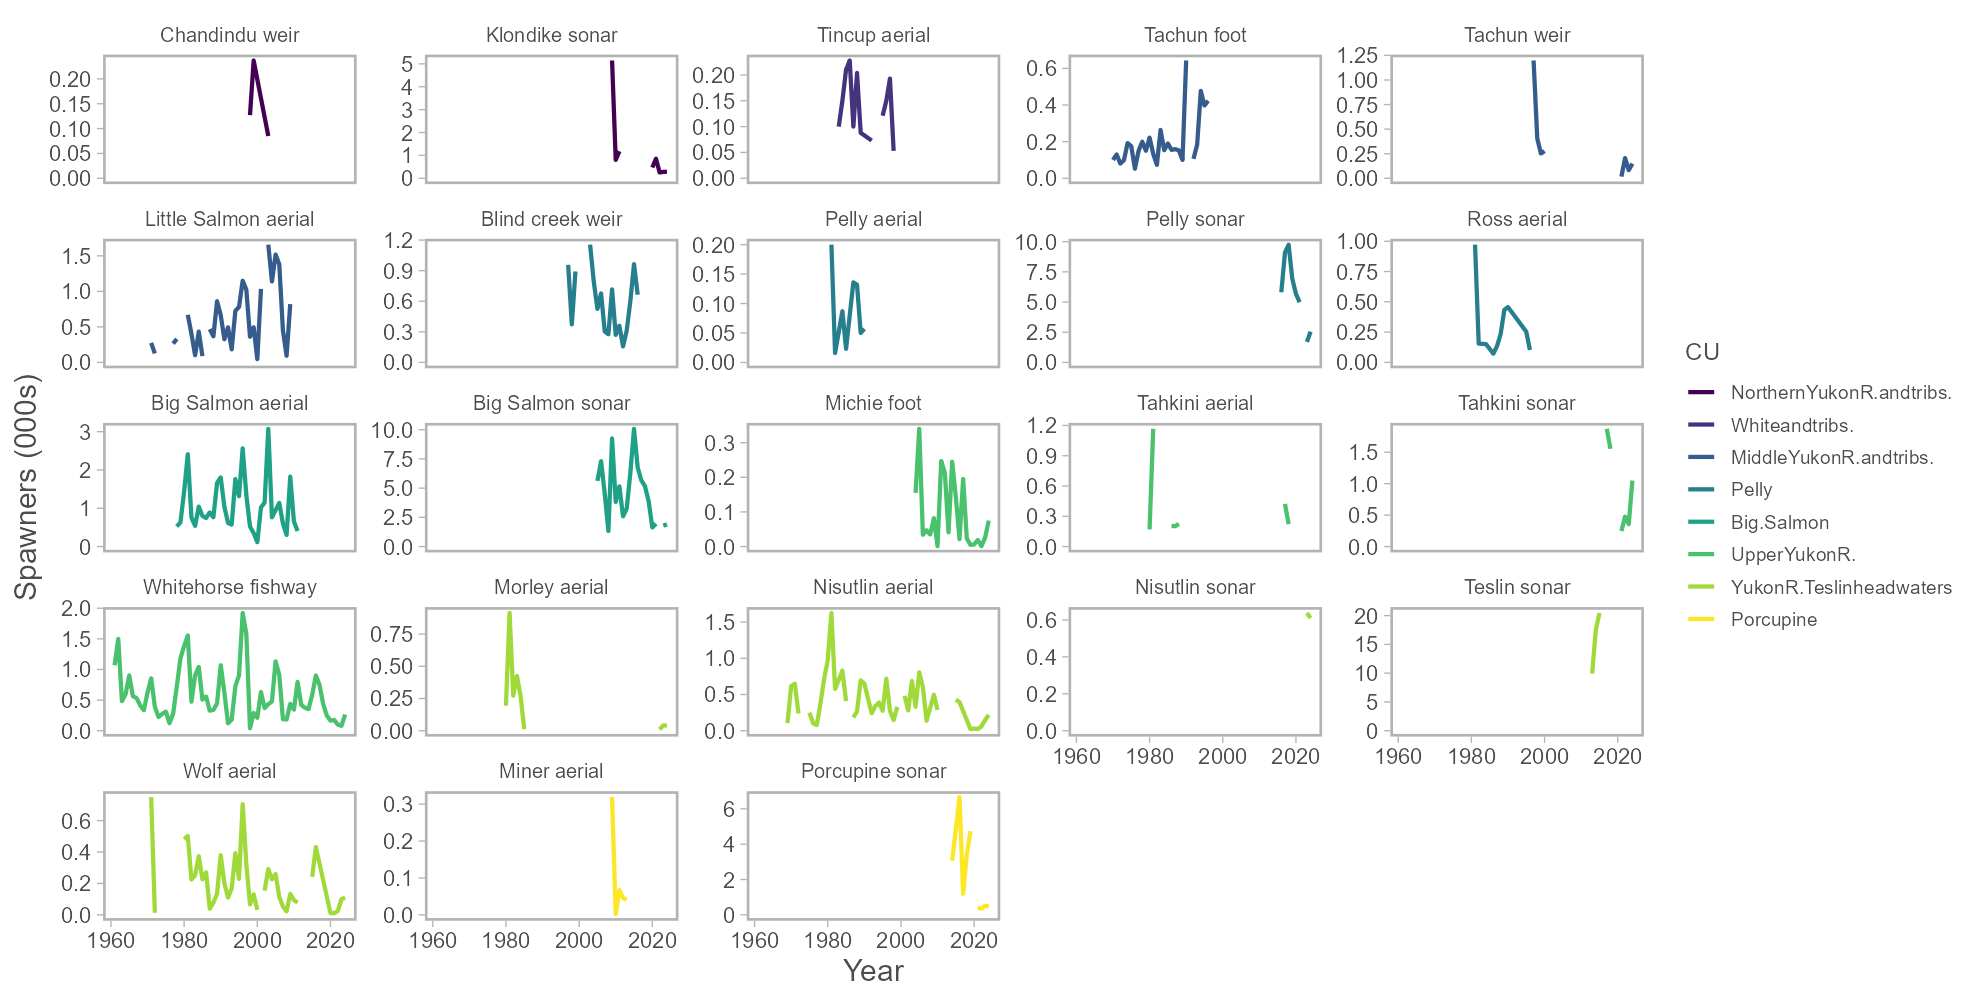 Chandindu weir
Klondike sonar
Tincup aerial
Tachun foot
Tachun weir
0.20
0.15
0.10
0.05
0.00
5
4
3
2
1
0
0.20
0.15
0.10
0.05
0.00
0.6
0.4
0.2
0.0
1.25
1.00
0.75
0.50
0.25
0.00
Little Salmon aerial
Blind creek weir
Pelly aerial
Pelly sonar
Ross aerial
1.5
1.0
0.5
0.0
1.2
0.9
0.6
0.3
0.0
0.20
0.15
0.10
0.05
0.00
10.0
7.5
5.0
2.5
0.0
1.00
0.75
0.50
0.25
0.00
Big Salmon aerial
Big Salmon sonar
Michie foot
Tahkini aerial
Tahkini sonar
3
2
1
0
10.0
7.5
5.0
2.5
0.0
0.3
0.2
0.1
0.0
1.2
0.9
0.6
0.3
0.0
1.5
1.0
0.5
0.0
Whitehorse fishway
Morley aerial
Nisutlin aerial
Nisutlin sonar
Teslin sonar
2.0
1.5
1.0
0.5
0.0
0.75
0.50
0.25
0.00
1.5
1.0
0.5
0.0
0.6
0.4
0.2
0.0
20
15
10
5
0
1960 1980 2000 2020
1960 1980 2000 2020
Wolf aerial
Miner aerial
Porcupine sonar
0.6
0.4
0.2
0.0
0.3
0.2
0.1
0.0
6
4
2
0
1960 1980 2000 2020
1960 1980 2000 2020
1960 1980 2000 2020
Year
Spawners (000s)
CU
NorthernYukonR.andtribs.
Whiteandtribs.
MiddleYukonR.andtribs.
Pelly
Big.Salmon
UpperYukonR.
YukonR.Teslinheadwaters
Porcupine